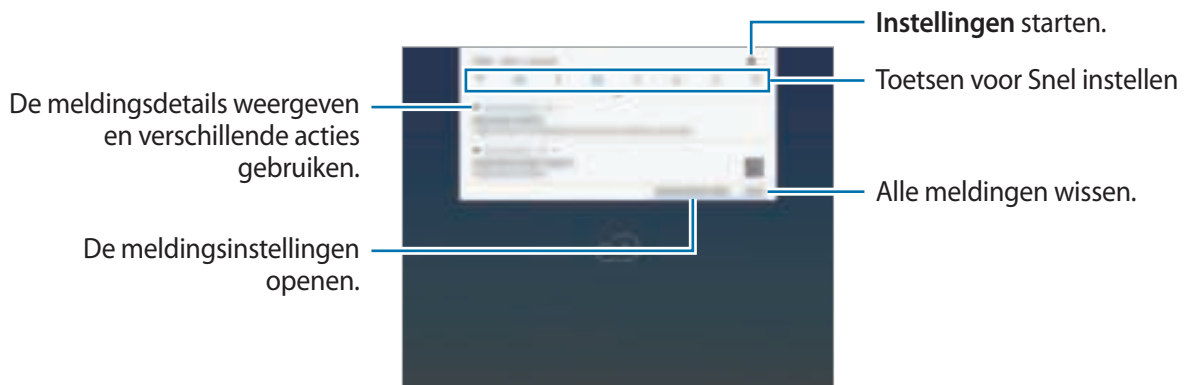 Instellingen starten.
Toetsen voor Snel instellen
De meldingsdetails weergeven
en verschillende acties
gebruiken.
Alle meldingen wissen.
De meldingsinstellingen
openen.